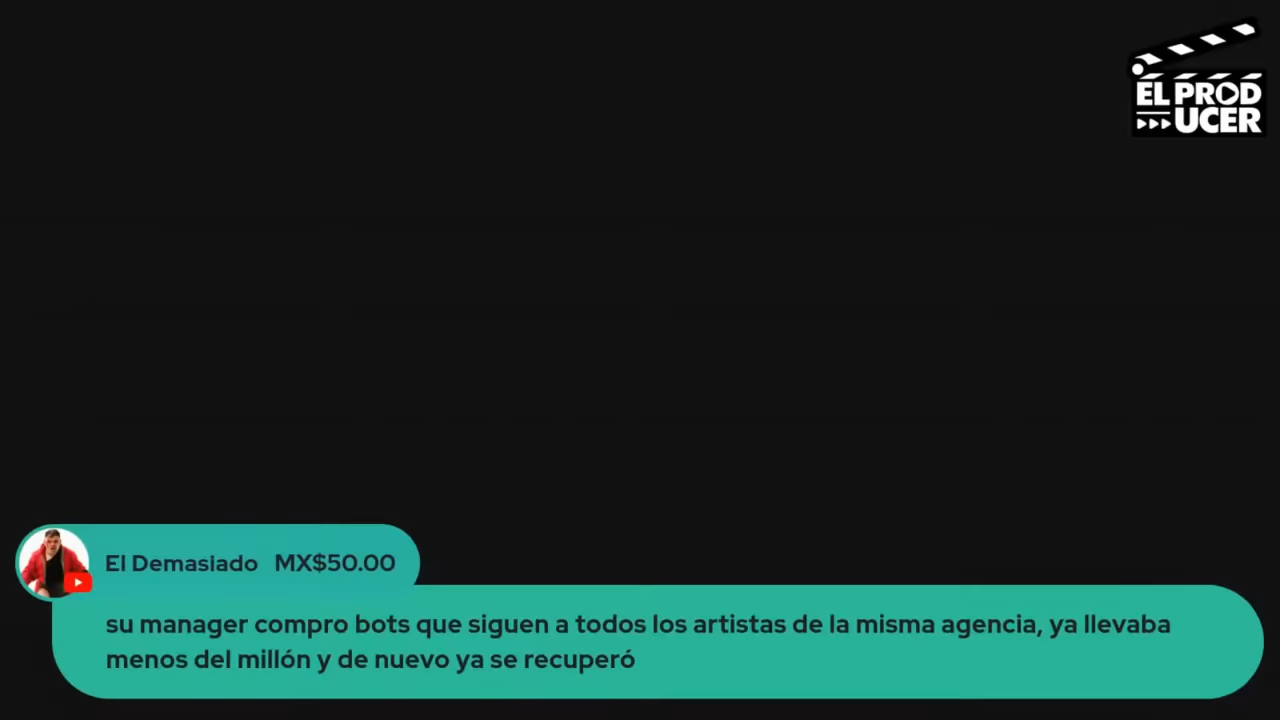 EL PROD
UCER
El Demasiado MX$50.00
su manager compro bots que siguen a todos los artistas de la misma agencia, ya llevaba
menos del millón y de nuevo ya se recuperó